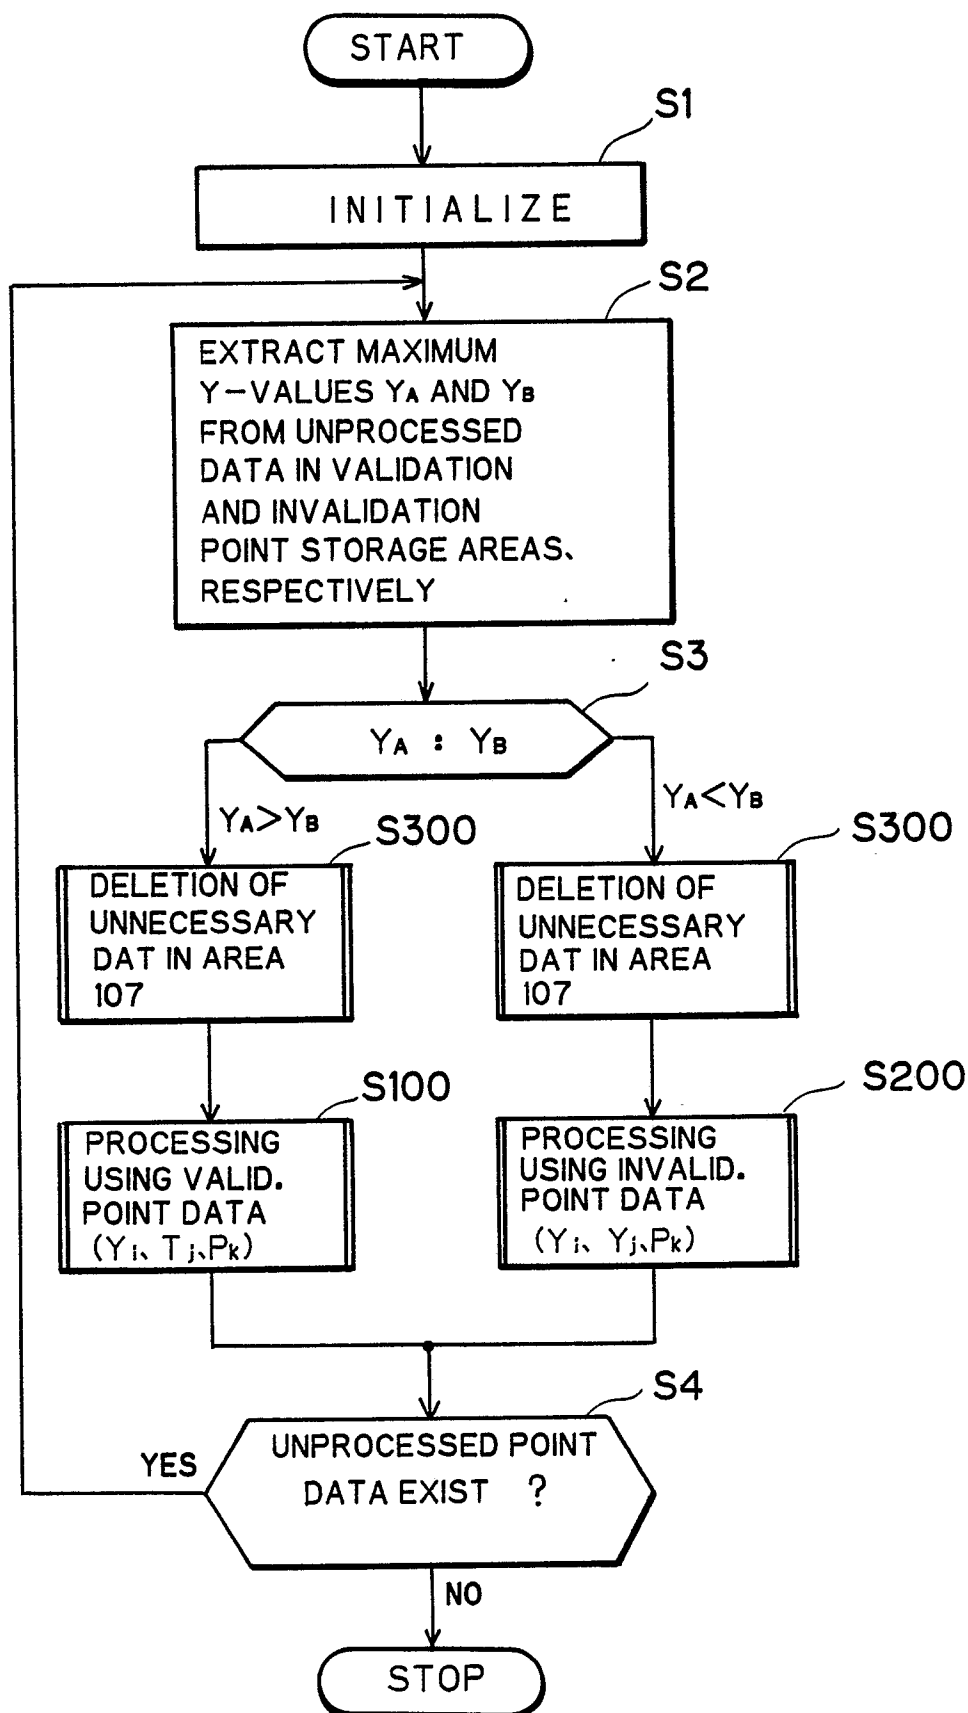 START
S1
INITIALIZE
S2
EXTRACT MAXIMUM
Y-VALUES YA AND YB
FROM UNPROCESSED
DATA IN VALIDATION
AND INVALIDATION
POINT STORAGE AREAS、
RESPECTIVELY
S3
YA : YB
YA>YB
YA<YB
S300
DELETION OF
UNNECESSARY
DAT IN AREA
107
S300
DELETION OF
UNNECESSARY
DAT IN AREA
107
S100
PROCESSING
USING VALID.
POINT DATA
(Yi、Tj、Pk)
S200
PROCESSING
USING INVALID.
POINT DATA
(Yi、Yj、Pk)
S4
UNPROCESSED POINT
DATA EXIST ?
YES
NO
STOP